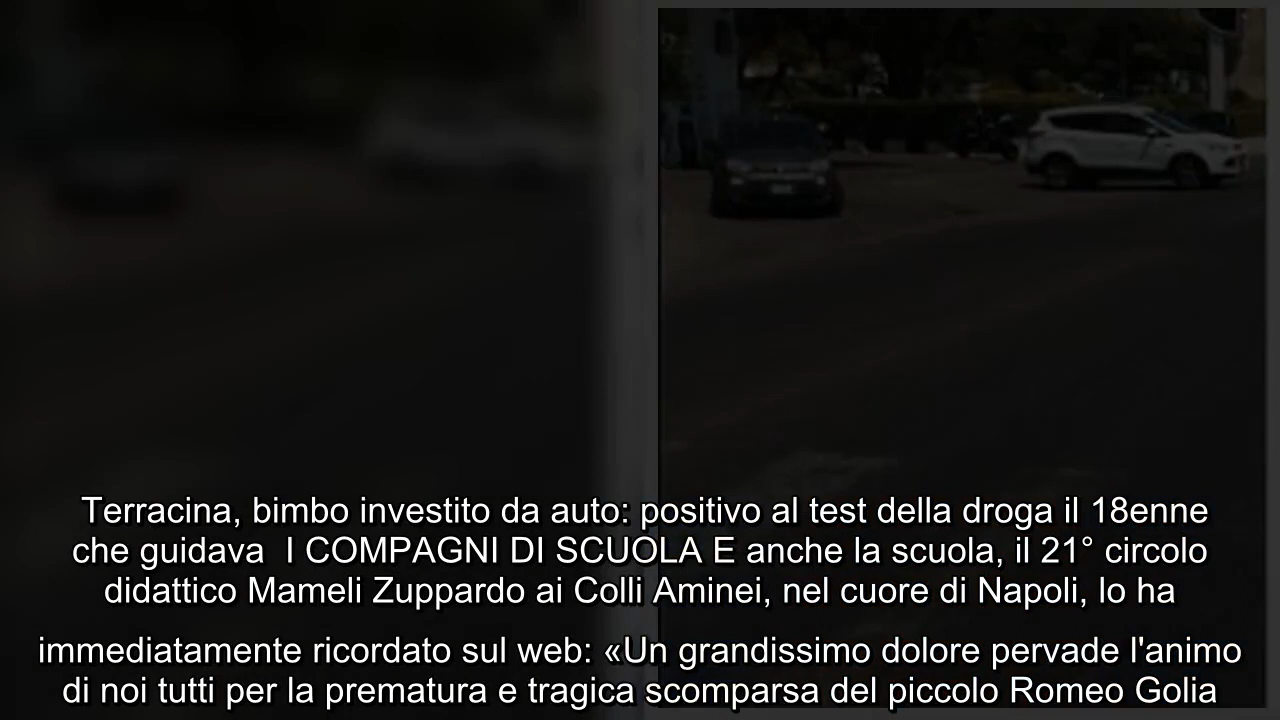 Terracina, bimbo investito da auto: positivo al test della droga il 18enne
che guidava  I COMPAGNI DI SCUOLA E anche la scuola, il 21° circolo
didattico Mameli Zuppardo ai Colli Aminei, nel cuore di Napoli, lo ha
immediatamente ricordato sul web: «Un grandissimo dolore pervade l'animo
di noi tutti per la prematura e tragica scomparsa del piccolo Romeo Golia